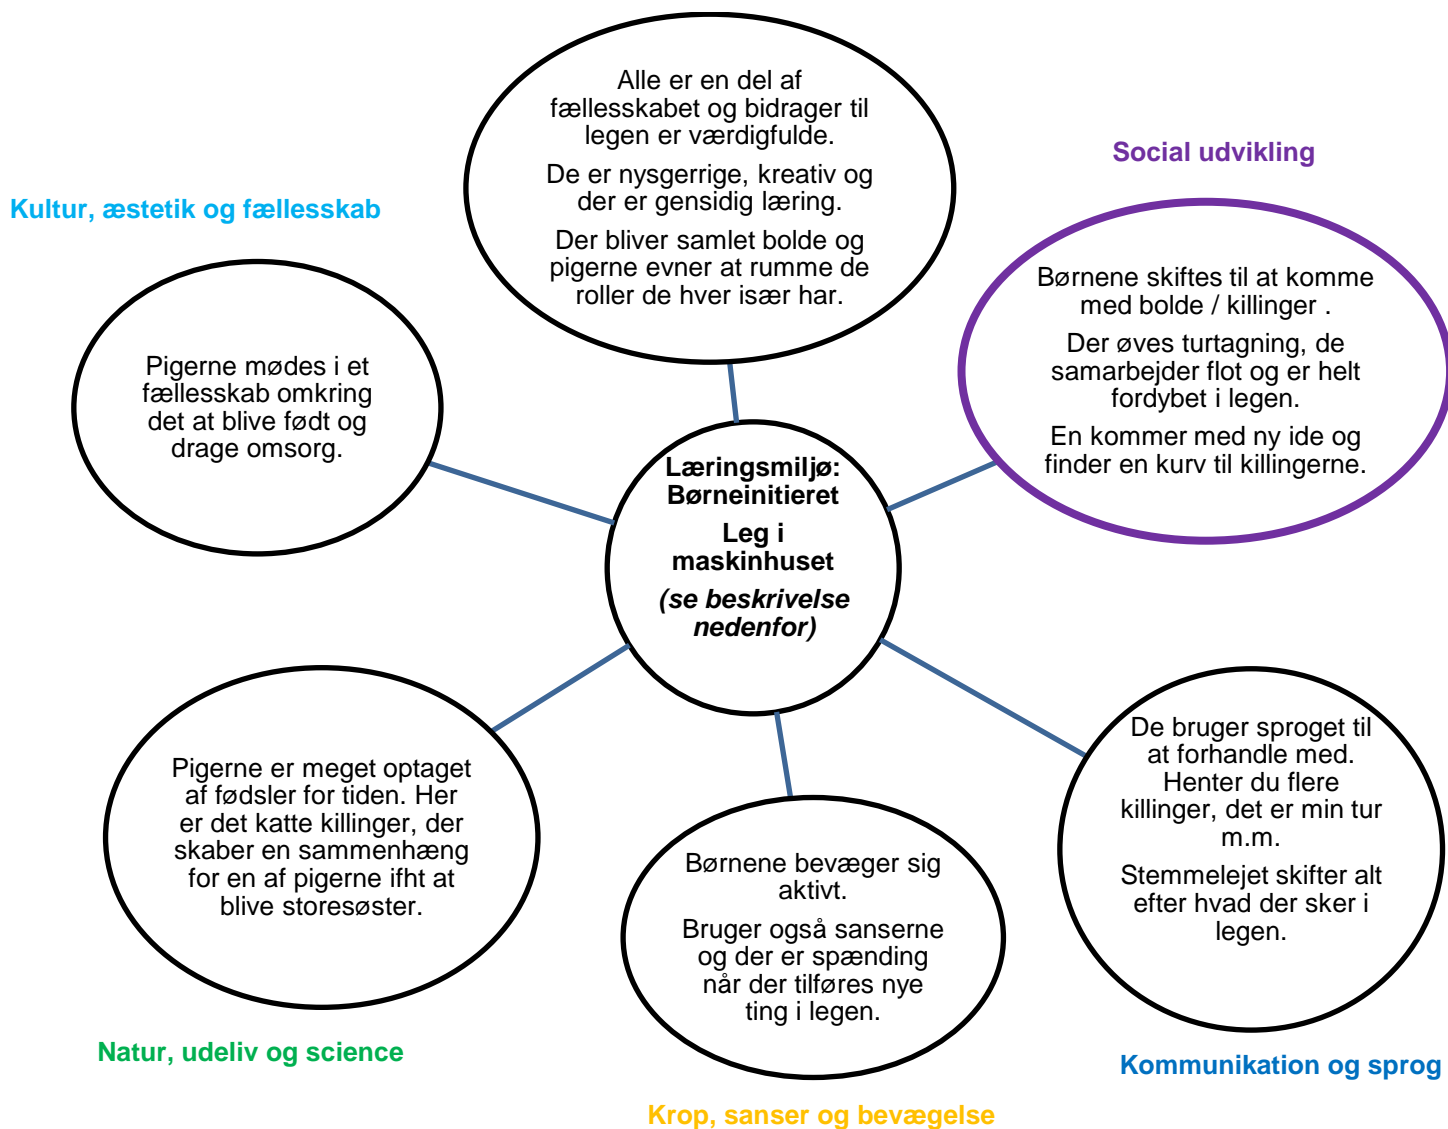 Alle er en del af
fællesskabet og bidrager til
legen er værdigfulde.
De er nysgerrige, kreativ og
der er gensidig læring.
Der bliver samlet bolde og
pigerne evner at rumme de
roller de hver især har.
Social udvikling
Børnene skiftes til at komme
med bolde / killinger .
Der øves turtagning, de
samarbejder flot og er helt
fordybet i legen.
En kommer med ny ide og
finder en kurv til killingerne.
Kultur, æstetik og fællesskab
Pigerne mødes i et
fællesskab omkring
det at blive født og
drage omsorg.
Læringsmiljø:
Børneinitieret
Leg i
maskinhuset
(se beskrivelse
nedenfor)
Pigerne er meget optaget
af fødsler for tiden. Her
er det katte killinger, der
skaber en sammenhæng
for en af pigerne ifht at
blive storesøster.
Natur, udeliv og science
Børnene bevæger sig
aktivt.
Bruger også sanserne
og der er spænding
når der tilføres nye
ting i legen.
Krop, sanser og bevægelse
De bruger sproget til
at forhandle med.
Henter du flere
killinger, det er min tur
m.m.
Stemmelejet skifter alt
efter hvad der sker i
legen.
Kommunikation og sprog